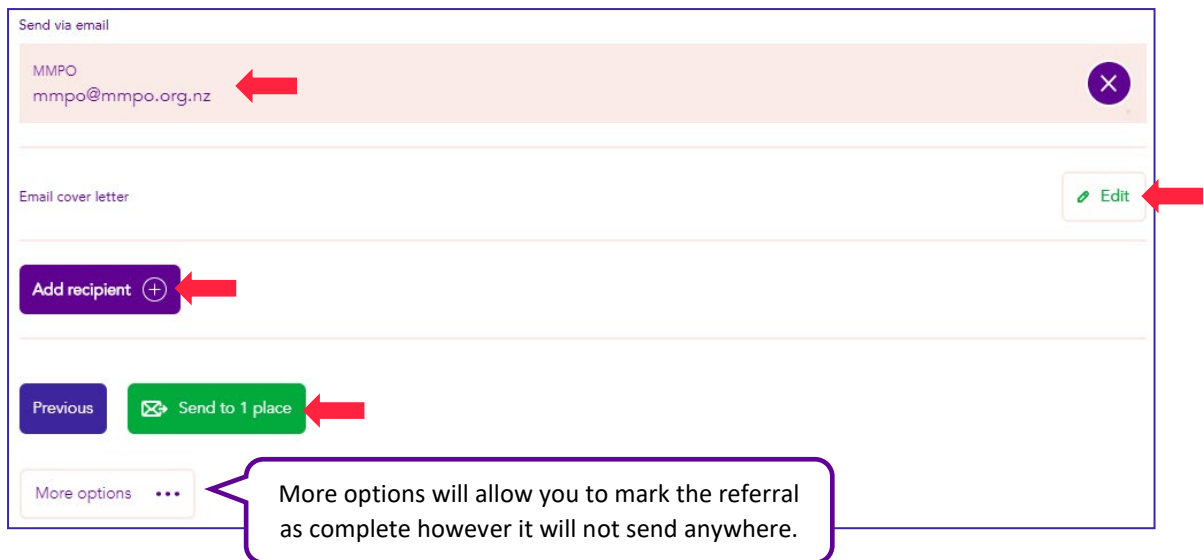 Send via email
MMPO
mmpo@mmpo.org.nz
Email cover letter
Edit
Add recipient
Previous
Send to 1 place
More options
More options will allow you to mark the referral
as complete however it will not send anywhere.